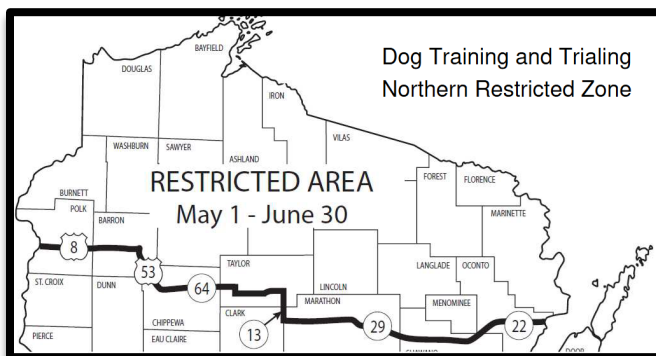 Dog Training and Trialing
Northern Restricted Zone
BAYFIELD
DOUGLAS
IRON
VILAS
WASHBURN
SAWYER
ASHLAND
RESTRICTED AREA
May 1 - June 30
FOREST
FLORENCE
BURNETT
POLK
BARRON
MARINETTE
8
53
64
TAYLOR
LANGLADE
OCONTO
ST. CROIX
DUNN
LINCOLN
MARATHON
MENOMINEE
CLARK
CHIPPEWA
13
29
22
PIERCE
EAU CLAIRE